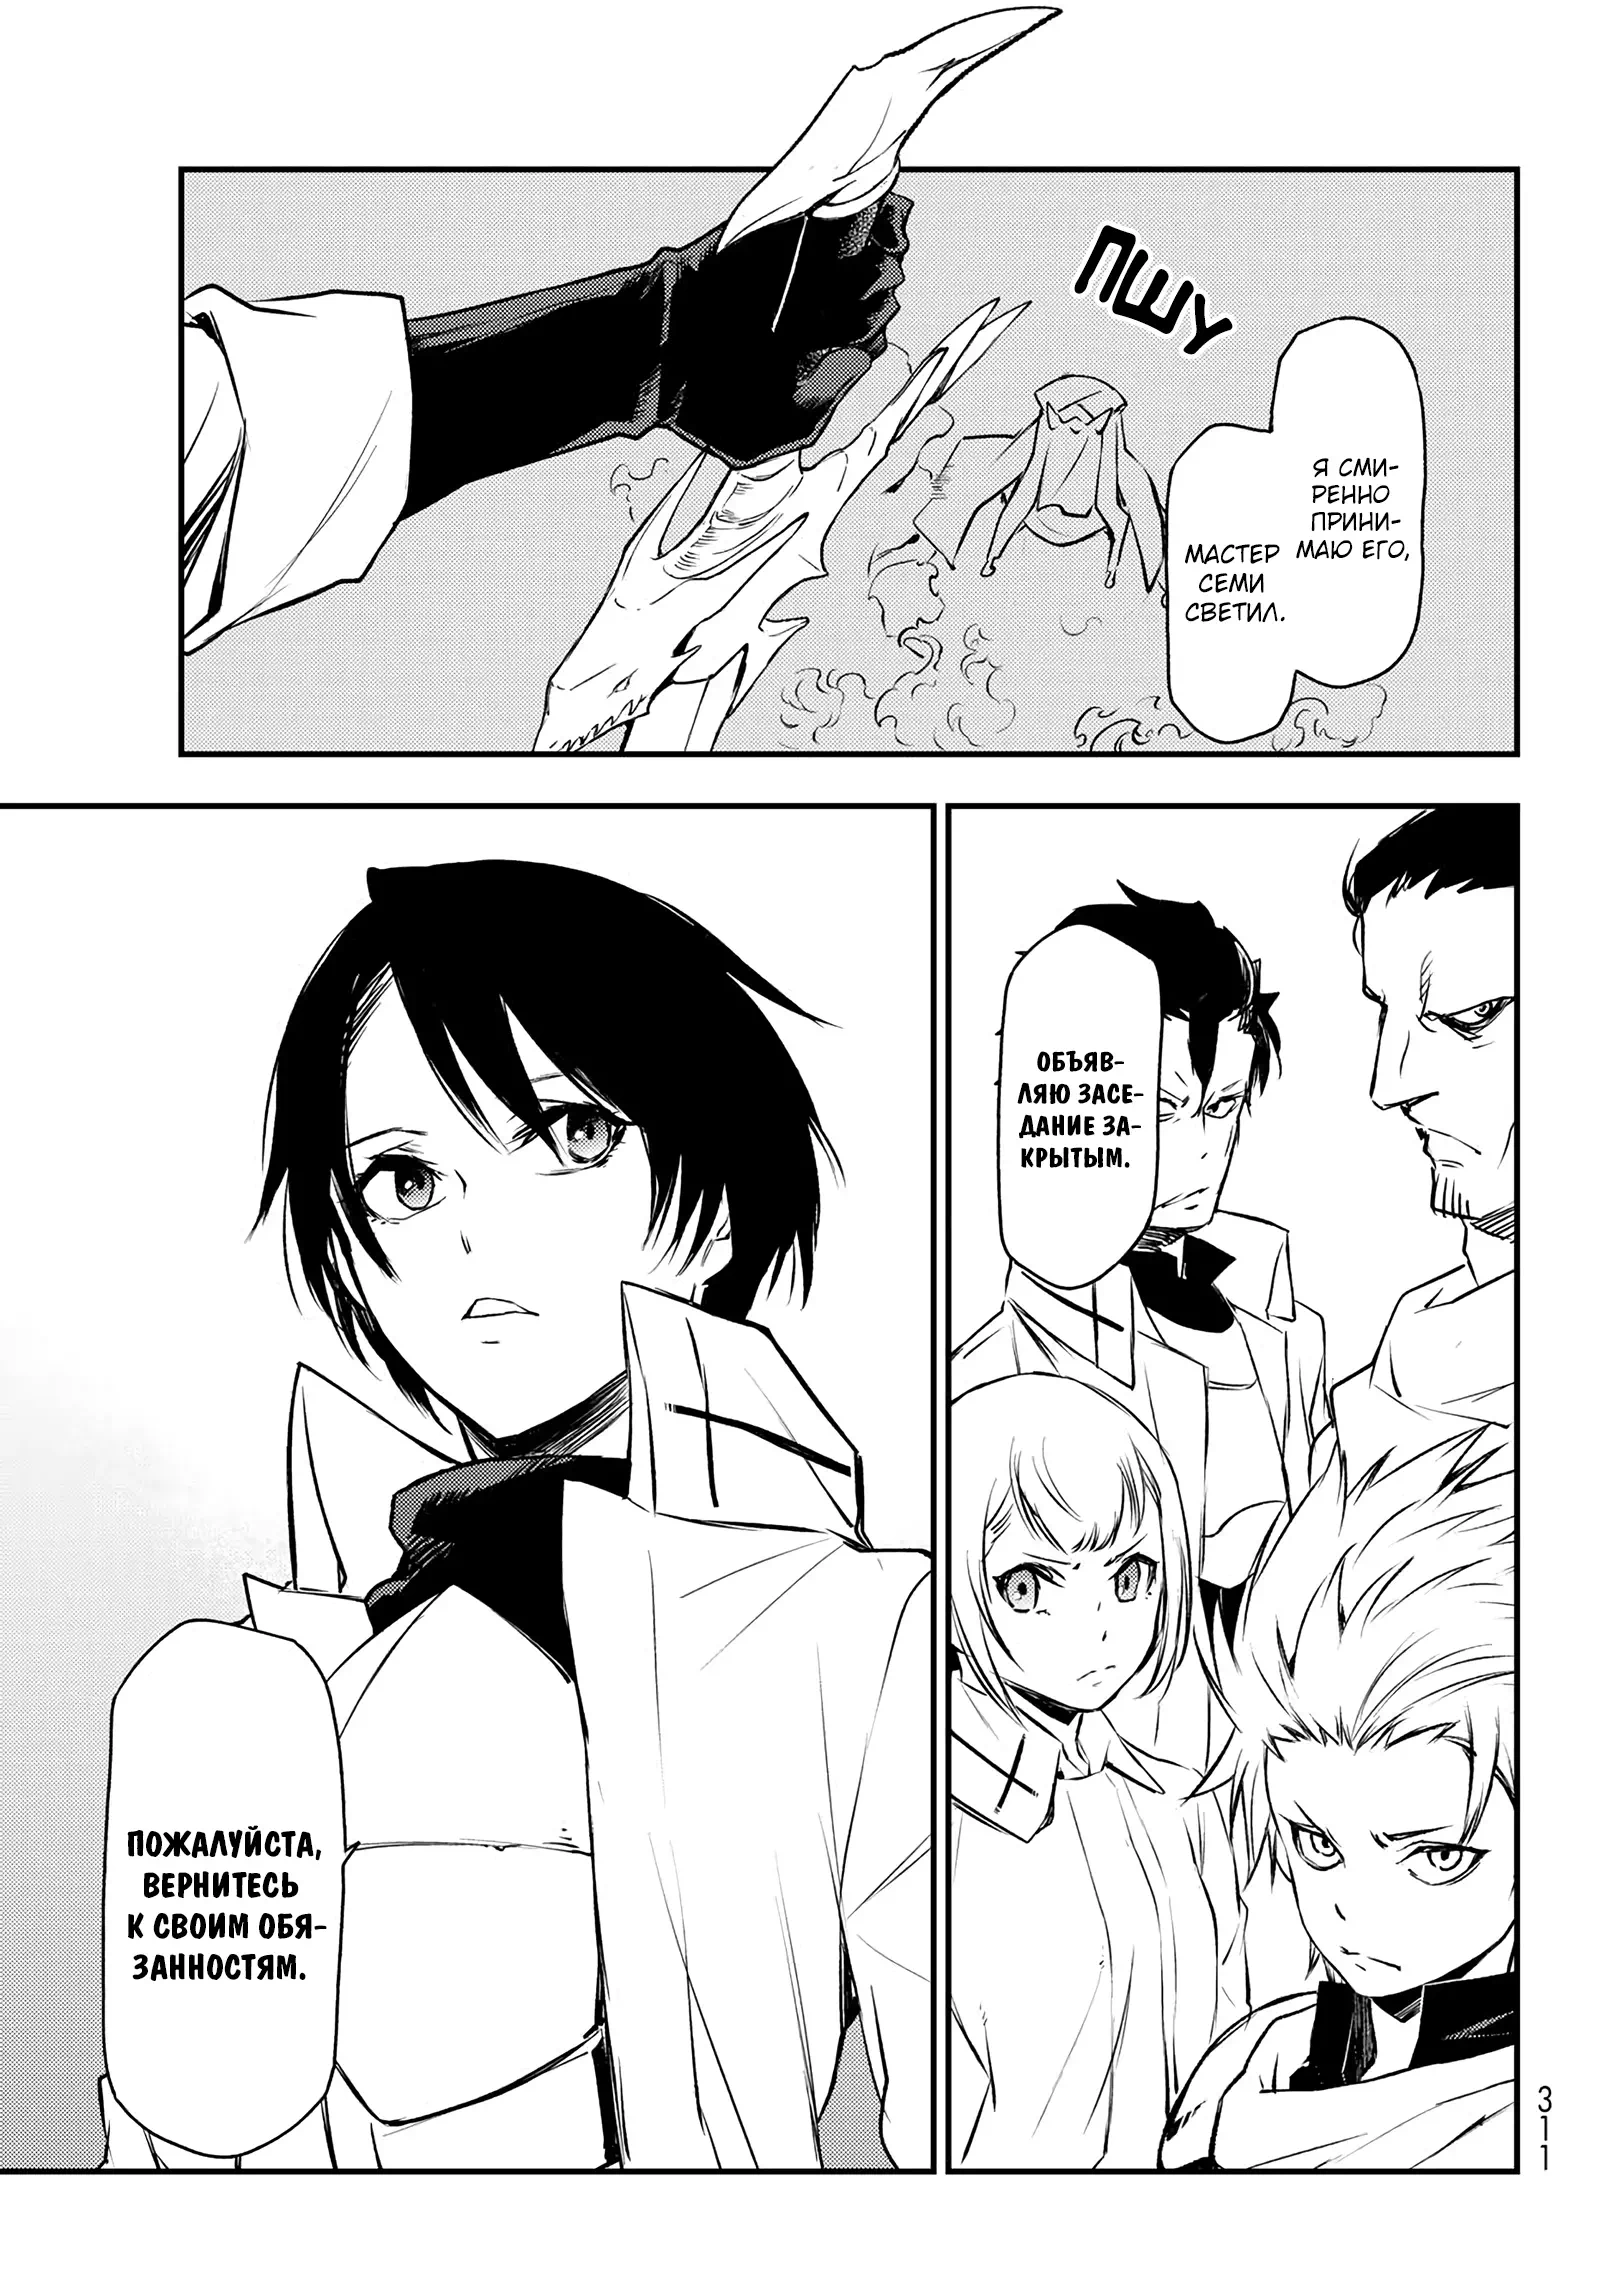 ПШУ
Я СМИ-
РЕННО
ПРИНИ-
МАЮ ЕГО,
МАСТЕР
СЕМИ
СВЕТИЛ.
ОБЪЯВ-
ЛЯЮ ЗАСЕ-
ДАНИЕ ЗА-
КРЫТЫМ.
ПОЖАЛУЙСТА,
ВЕРНИТЕСЬ
К СВОИМ ОБЯ-
ЗАННОСТЯМ.
311